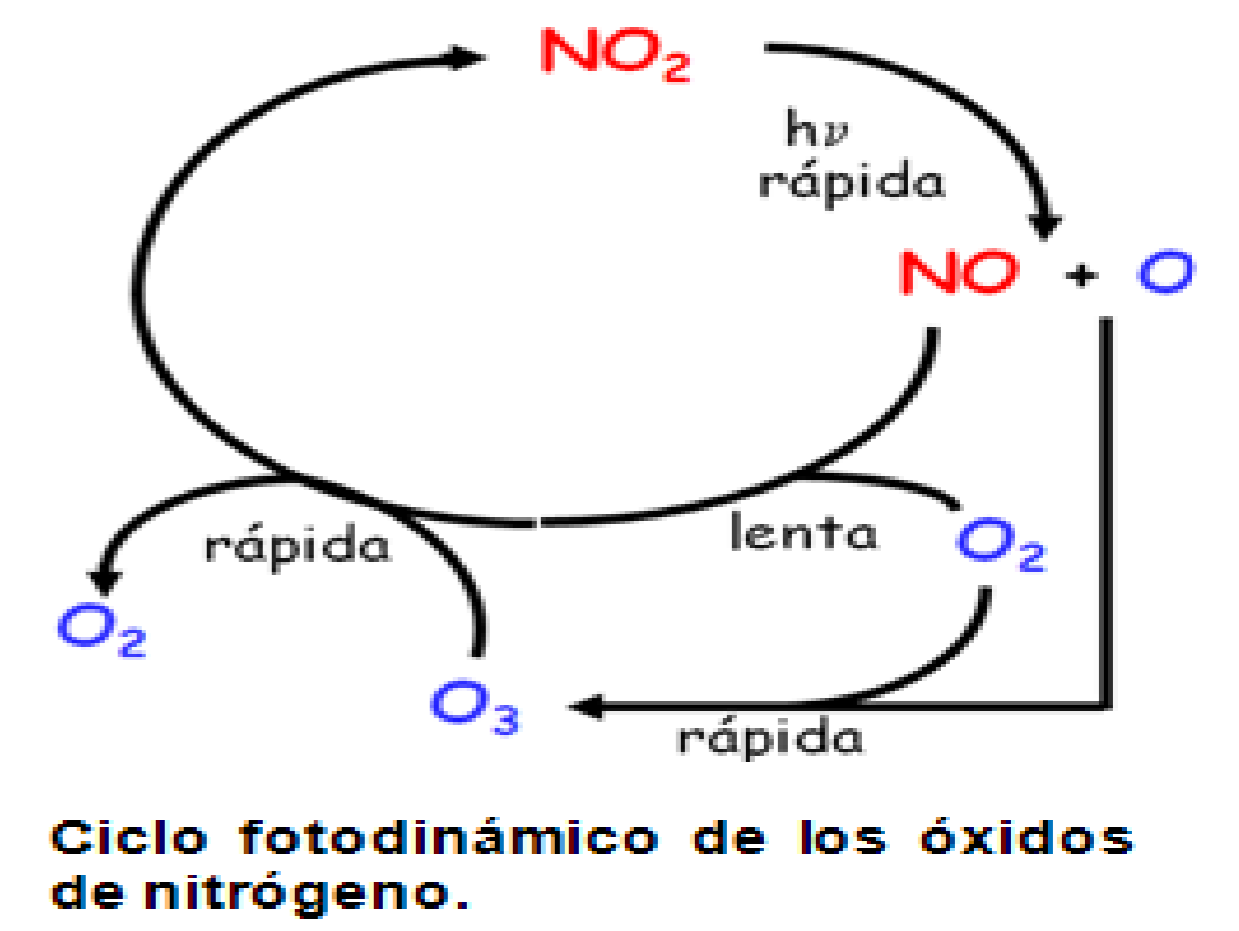 NO₂
hν
rápida
NO + O
rápida
lenta
O₂
O₂
O₃
rápida
Ciclo fotodinámico de los óxidos
de nitrógeno.